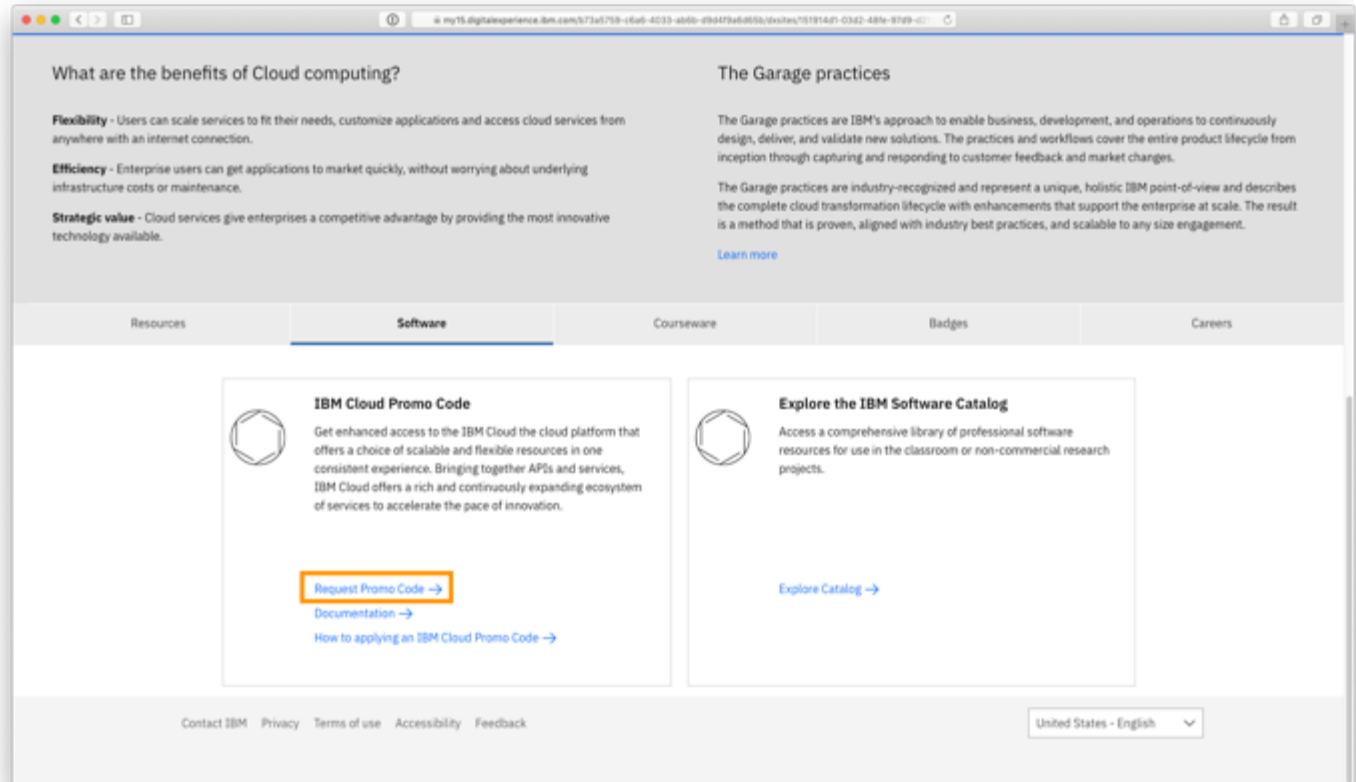 What are the benefits of Cloud computing?
Flexibility - Users can scale services to fit their needs, customize applications and access cloud services from
anywhere with an internet connection.
Efficiency - Enterprise users can get applications to market quickly, without worrying about underlying
infrastructure costs or maintenance.
Strategic value - Cloud services give enterprises a competitive advantage by providing the most innovative
technology available.
The Garage practices
The Garage practices are IBM's approach to enable business, development, and operations to continuously
design, deliver, and validate new solutions. The practices and workflows cover the entire product lifecycle from
inception through capturing and responding to customer feedback and market changes.
The Garage practices are industry-recognized and represent a unique, holistic IBM point-of-view and describes
the complete cloud transformation lifecycle with enhancements that support the enterprise at scale. The result
is a method that is proven, aligned with industry best practices, and scalable to any size engagement.
Learn more
Resources Software Courseware Badges Careers
IBM Cloud Promo Code
Get enhanced access to the IBM Cloud the cloud platform that
offers a choice of scalable and flexible resources in one
consistent experience. Bringing together APIs and services,
IBM Cloud offers a rich and continuously expanding ecosystem
of services to accelerate the pace of innovation.
Request Promo Code →
Documentation →
How to applying an IBM Cloud Promo Code →
Explore the IBM Software Catalog
Access a comprehensive library of professional software
resources for use in the classroom or non-commercial research
projects.
Explore Catalog →
Contact IBM Privacy Terms of use Accessibility Feedback
United States - English